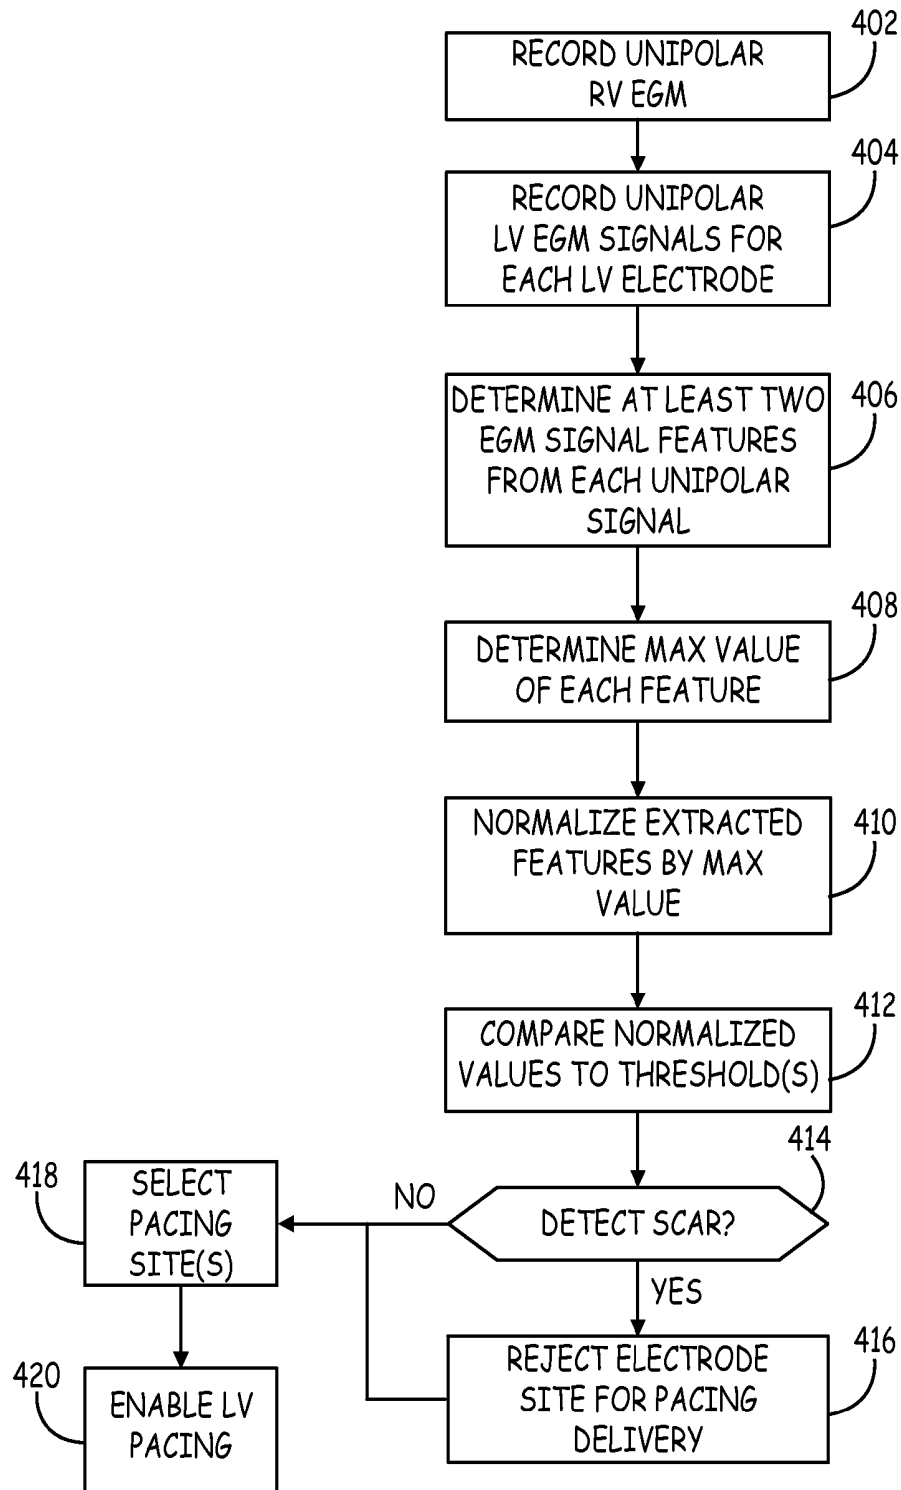 402
RECORD UNIPOLAR
RV EGM
404
RECORD UNIPOLAR
LV EGM SIGNALS FOR
EACH LV ELECTRODE
406
DETERMINE AT LEAST TWO
EGM SIGNAL FEATURES
FROM EACH UNIPOLAR
SIGNAL
408
DETERMINE MAX VALUE
OF EACH FEATURE
410
NORMALIZE EXTRACTED
FEATURES BY MAX
VALUE
412
COMPARE NORMALIZED
VALUES TO THRESHOLD(S)
414
DETECT SCAR?
NO
YES
418
SELECT
PACING
SITE(S)
416
REJECT ELECTRODE
SITE FOR PACING
DELIVERY
420
ENABLE LV
PACING